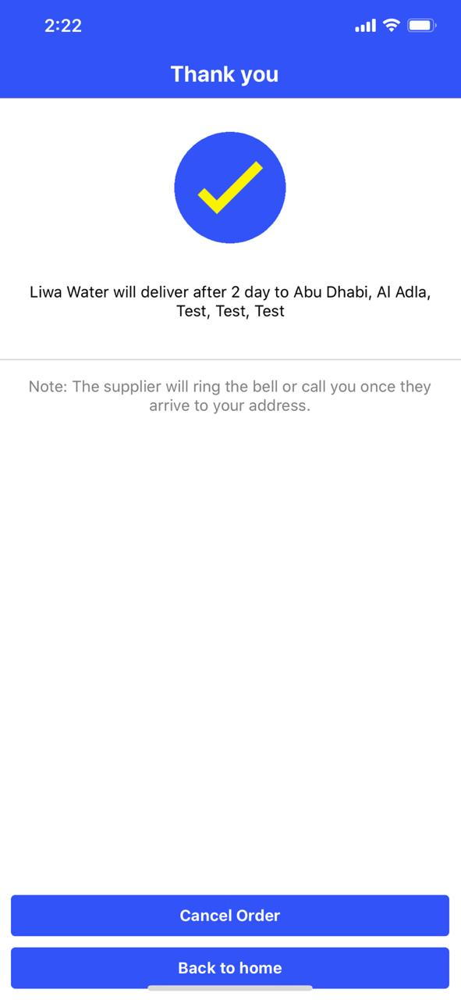 2:22
Thank you
Liwa Water will deliver after 2 day to Abu Dhabi, Al Adla,
Test, Test, Test
Note: The supplier will ring the bell or call you once they
arrive to your address.
Cancel Order
Back to home